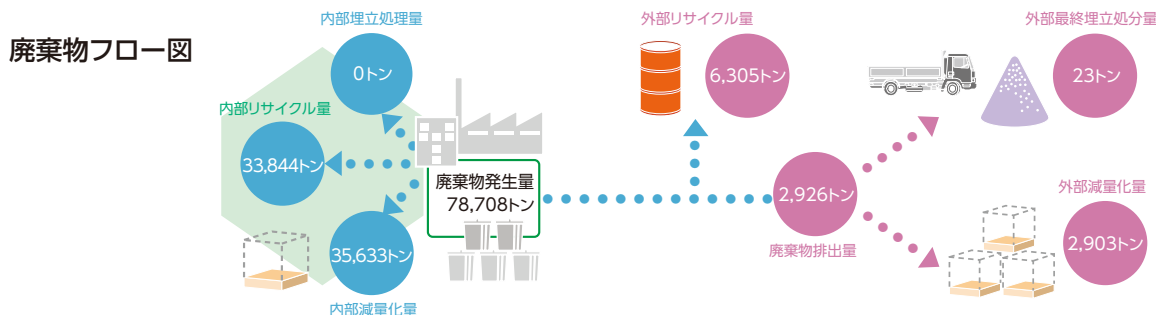 廃棄物フロー図
内部埋立処理量
0トン
内部リサイクル量
33,844トン
35,633トン
内部減量化量
廃棄物発生量
78,708トン
外部リサイクル量
6,305トン
2,926トン
廃棄物排出量
外部最終埋立処分量
23トン
外部減量化量
2,903トン